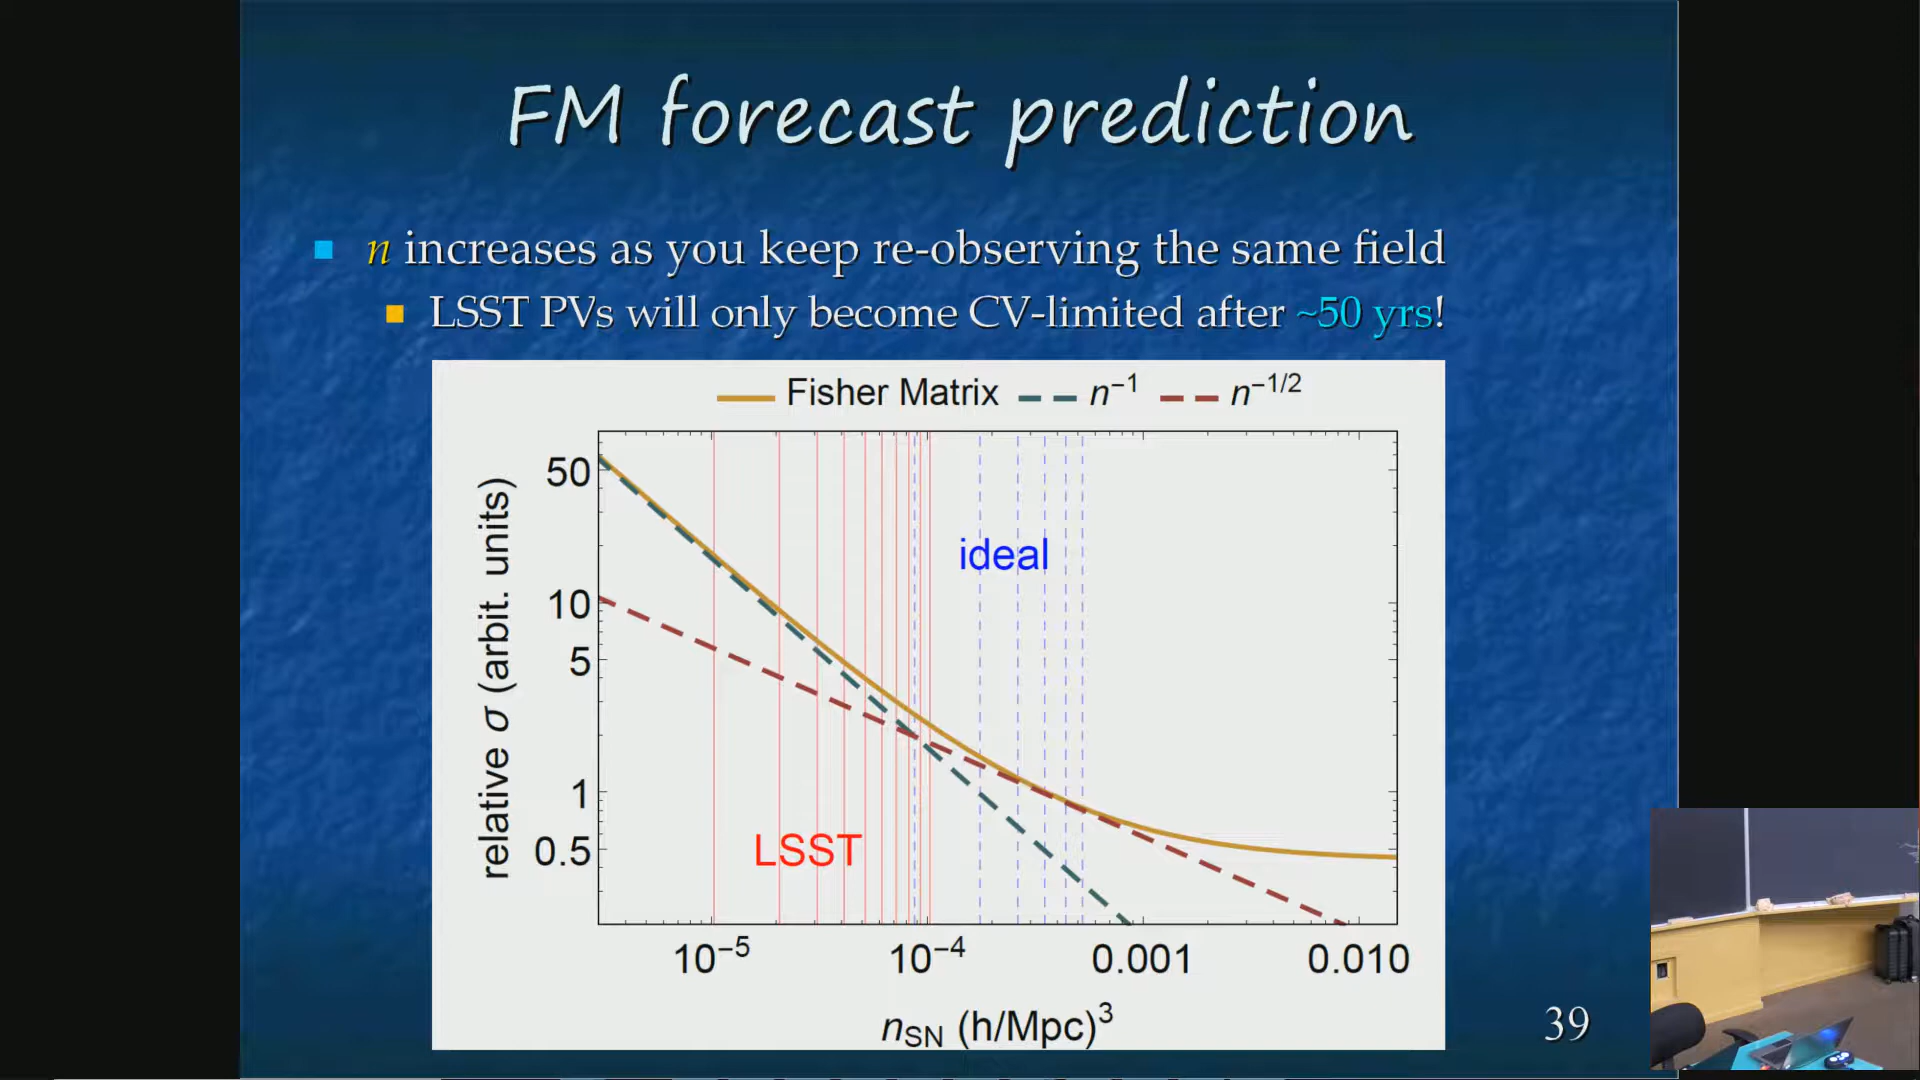 FM forecast prediction
n increases as you keep re-observing the same field
LSST PVs will only become CV-limited after ~50 yrs!
Fisher Matrix n⁻¹ n⁻¹/²
50
10
5
1
0.5
relative σ (arbit. units)
ideal
LSST
10⁻⁵ 10⁻⁴ 0.001 0.010
nSN (h/Mpc)³
39